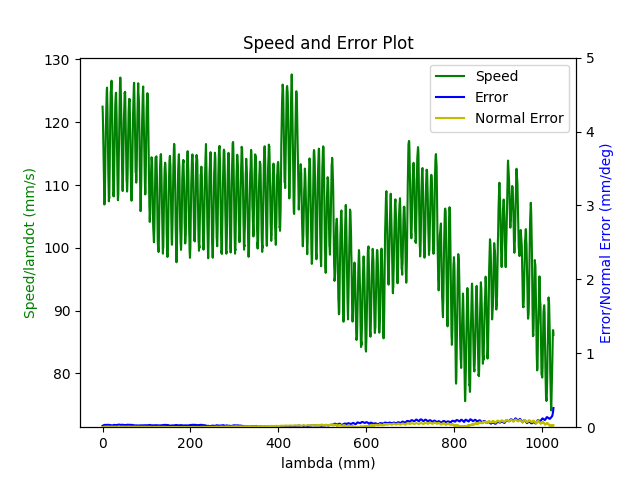 Speed and Error Plot
Speed
Error
Normal Error
Speed/lamdot (mm/s)
130
120
110
100
90
80
5
4
3
2
1
0
Error/Normal Error (mm/deg)
0 200 400 600 800 1000
lambda (mm)